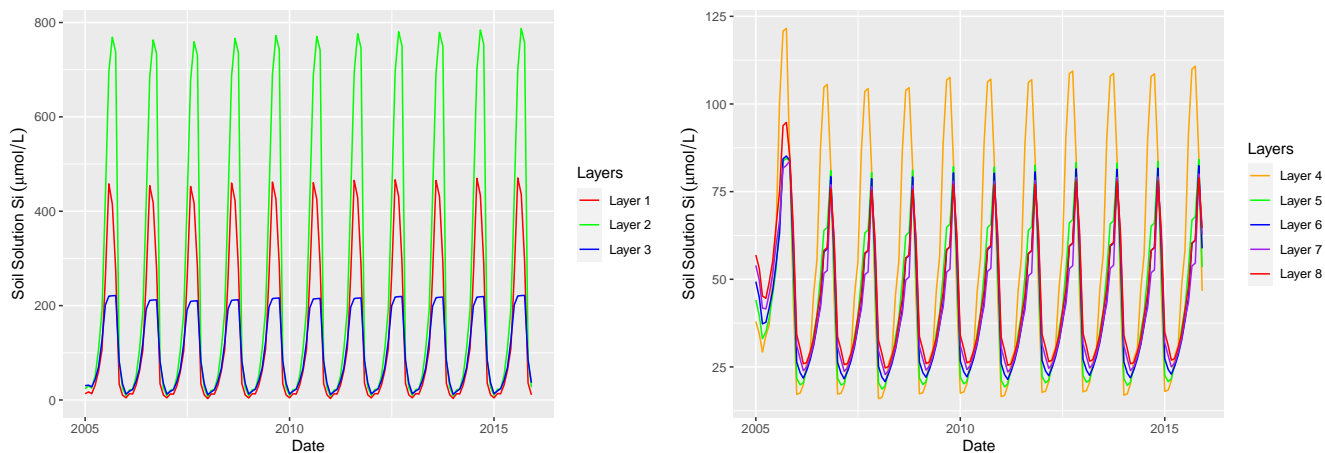 Soil Solution Si (μmol/L)
800
600
400
200
0
2005
2010
2015
Date
Layers
Layer 1
Layer 2
Layer 3
Soil Solution Si (μmol/L)
125
100
75
50
25
2005
2010
2015
Date
Layers
Layer 4
Layer 5
Layer 6
Layer 7
Layer 8